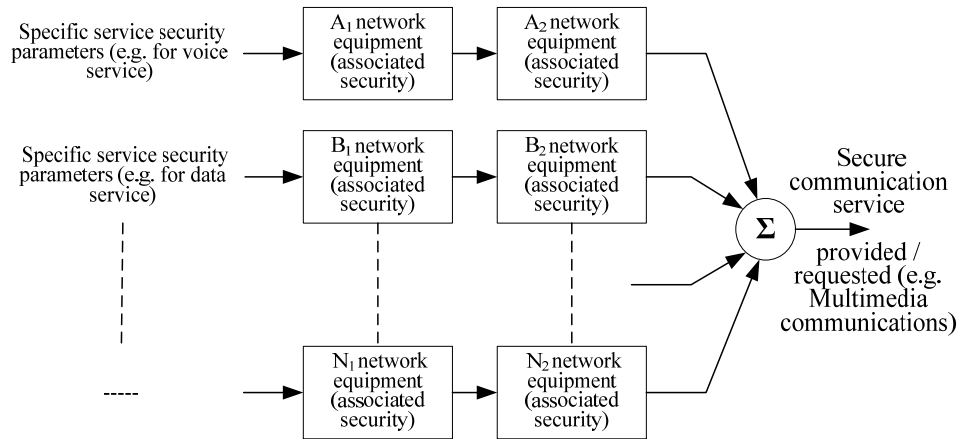 Specific service security
parameters (e.g. for voice
service)
A1 network
equipment
(associated
security)
A2 network
equipment
(associated
security)
Specific service security
parameters (e.g. for data
service)
B1 network
equipment
(associated
security)
B2 network
equipment
(associated
security)
Σ
Secure
communication
service
provided /
requested (e.g.
Multimedia
communications)
-----
N1 network
equipment
(associated
security)
N2 network
equipment
(associated
security)